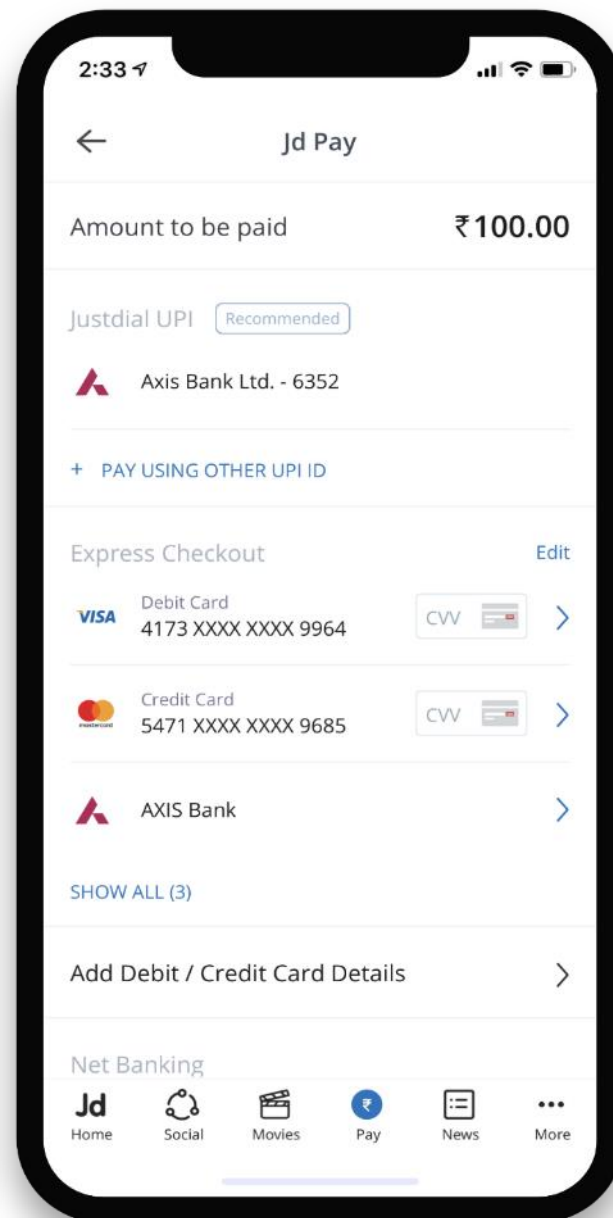 2:33
Jd Pay
Amount to be paid ₹100.00
Justdial UPI Recommended
Axis Bank Ltd. - 6352
+ PAY USING OTHER UPI ID
Express Checkout Edit
VISA Debit Card
4173 XXXX XXXX 9964 CVV
mastercard Credit Card
5471 XXXX XXXX 9685 CVV
AXIS Bank
SHOW ALL (3)
Add Debit / Credit Card Details
Net Banking
Jd ₹
Home Social Movies Pay News More